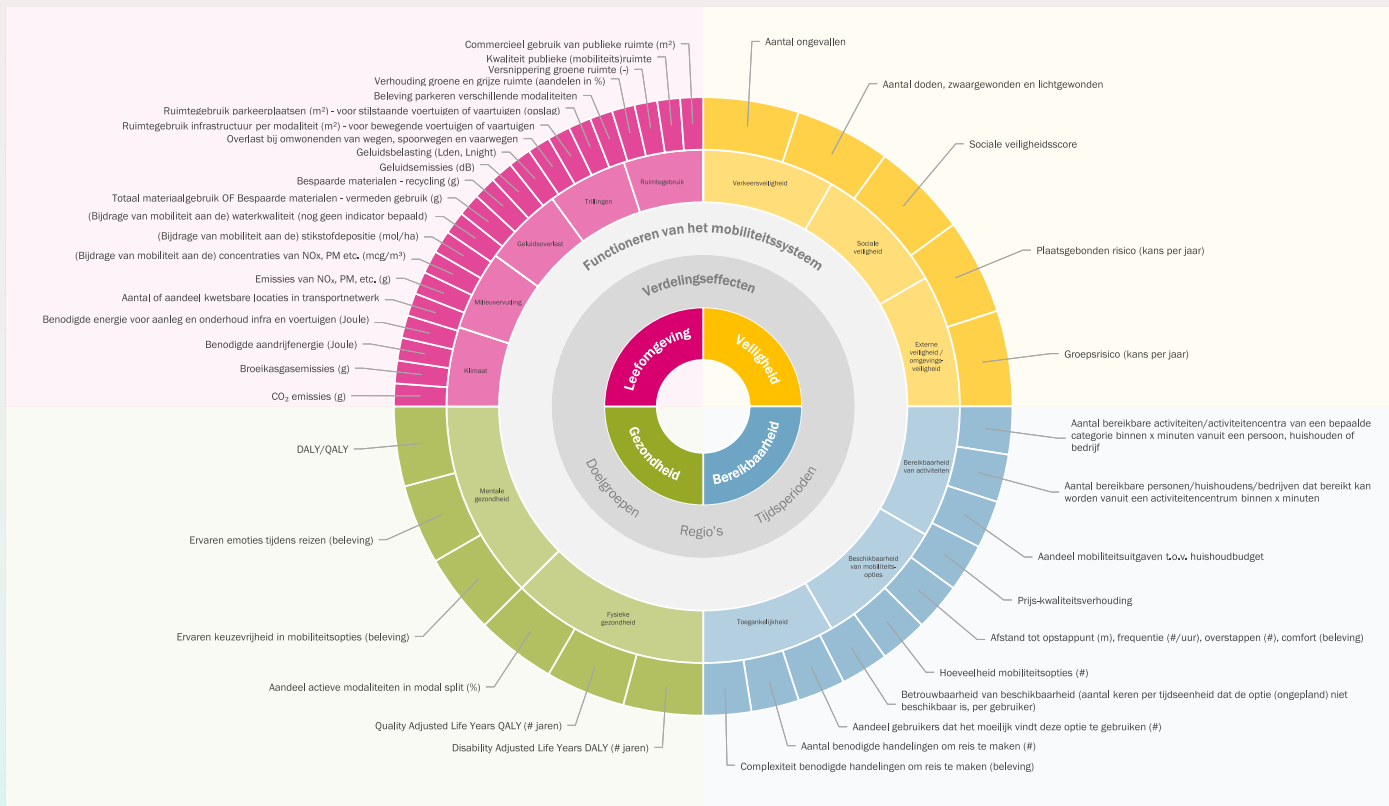 Commercieel gebruik van publieke ruimte (m²)
Kwaliteit publieke (mobiliteits)ruimte
Versnippering groene ruimte (-)
Verhouding groene en grijze ruimte (aandelen in %)
Beleving parkeren verschillende modaliteiten
Ruimtegebruik parkeerplaatsen (m²) - voor stilstaande voertuigen of vaartuigen (opslag)
Ruimtegebruik infrastructuur per modaliteit (m²) - voor bewegende voertuigen of vaartuigen
Overlast bij omwonenden van wegen, spoorwegen en vaarwegen
Geluidsbelasting (Lden, Lnight)
Geluidsemissies (dB)
Bespaarde materialen - recycling (g)
Totaal materiaalgebruik OF Bespaarde materialen - vermeden gebruik (g)
(Bijdrage van mobiliteit aan de) waterkwaliteit (nog geen indicator bepaald)
(Bijdrage van mobiliteit aan de) stikstofdepositie (mol/ha)
(Bijdrage van mobiliteit aan de) concentraties van NOx, PM etc. (mcg/m³)
Emissies van NOₓ, PM, etc. (g)
Aantal of aandeel kwetsbare locaties in transportnetwerk
Benodigde energie voor aanleg en onderhoud infra en voertuigen (Joule)
Benodigde aandrijfenergie (Joule)
Broeikasgasemissies (g)
CO₂ emissies (g)
Aantal ongevallen
Aantal doden, zwaargewonden en lichtgewonden
Sociale veiligheidsscore
Plaatsgebonden risico (kans per jaar)
Groepsrisico (kans per jaar)
Ruimtegebruik
Trillingen
Geluidsoverlast
Milieuvervuiling
Klimaat
Verkeersveiligheid
Sociale
veiligheid
Externe
veiligheid /
omgevings-
veiligheid
Functioneren van het mobiliteitssysteem
Verdelingseffecten
Leefomgeving
Veiligheid
Gezondheid
Bereikbaarheid
Doelgroepen
Regio's
Tijdsperioden
Mentale
gezondheid
Fysieke
gezondheid
Bereikbaarheid
van activiteiten
Beschikbaarheid
van mobiliteits-
opties
Toegankelijkheid
DALY/QALY
Ervaren emoties tijdens reizen (beleving)
Ervaren keuzevrijheid in mobiliteitsopties (beleving)
Aandeel actieve modaliteiten in modal split (%)
Quality Adjusted Life Years QALY (# jaren)
Disability Adjusted Life Years DALY (# jaren)
Aantal bereikbare activiteiten/activiteitencentra van een bepaalde
categorie binnen x minuten vanuit een persoon, huishouden of
bedrijf
Aantal bereikbare personen/huishoudens/bedrijven dat bereikt kan
worden vanuit een activiteitencentrum binnen x minuten
Aandeel mobiliteitsuitgaven t.o.v. huishoudbudget
Prijs-kwaliteitsverhouding
Afstand tot opstappunt (m), frequentie (#/uur), overstappen (#), comfort (beleving)
Hoeveelheid mobiliteitsopties (#)
Betrouwbaarheid van beschikbaarheid (aantal keren per tijdseenheid dat de optie (ongepland) niet
beschikbaar is, per gebruiker)
Aandeel gebruikers dat het moeilijk vindt deze optie te gebruiken (#)
Aantal benodigde handelingen om reis te maken (#)
Complexiteit benodigde handelingen om reis te maken (beleving)